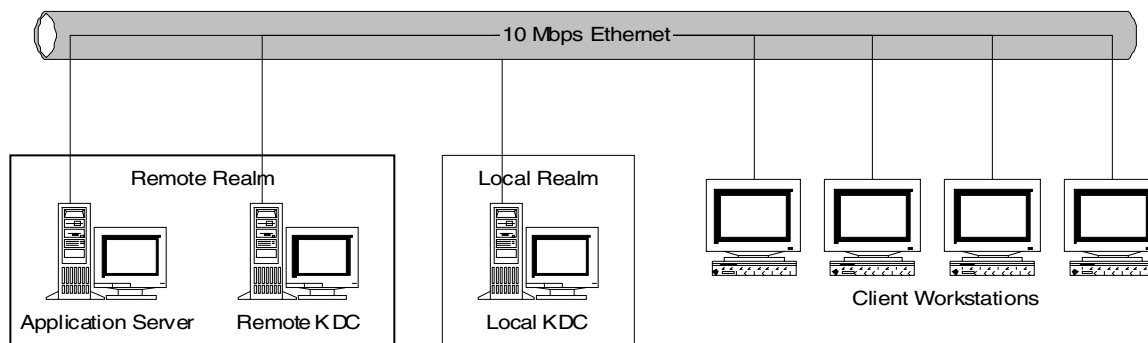 10 Mbps Ethernet
Remote Realm
Local Realm
Application Server
Remote KDC
Local KDC
Client Workstations